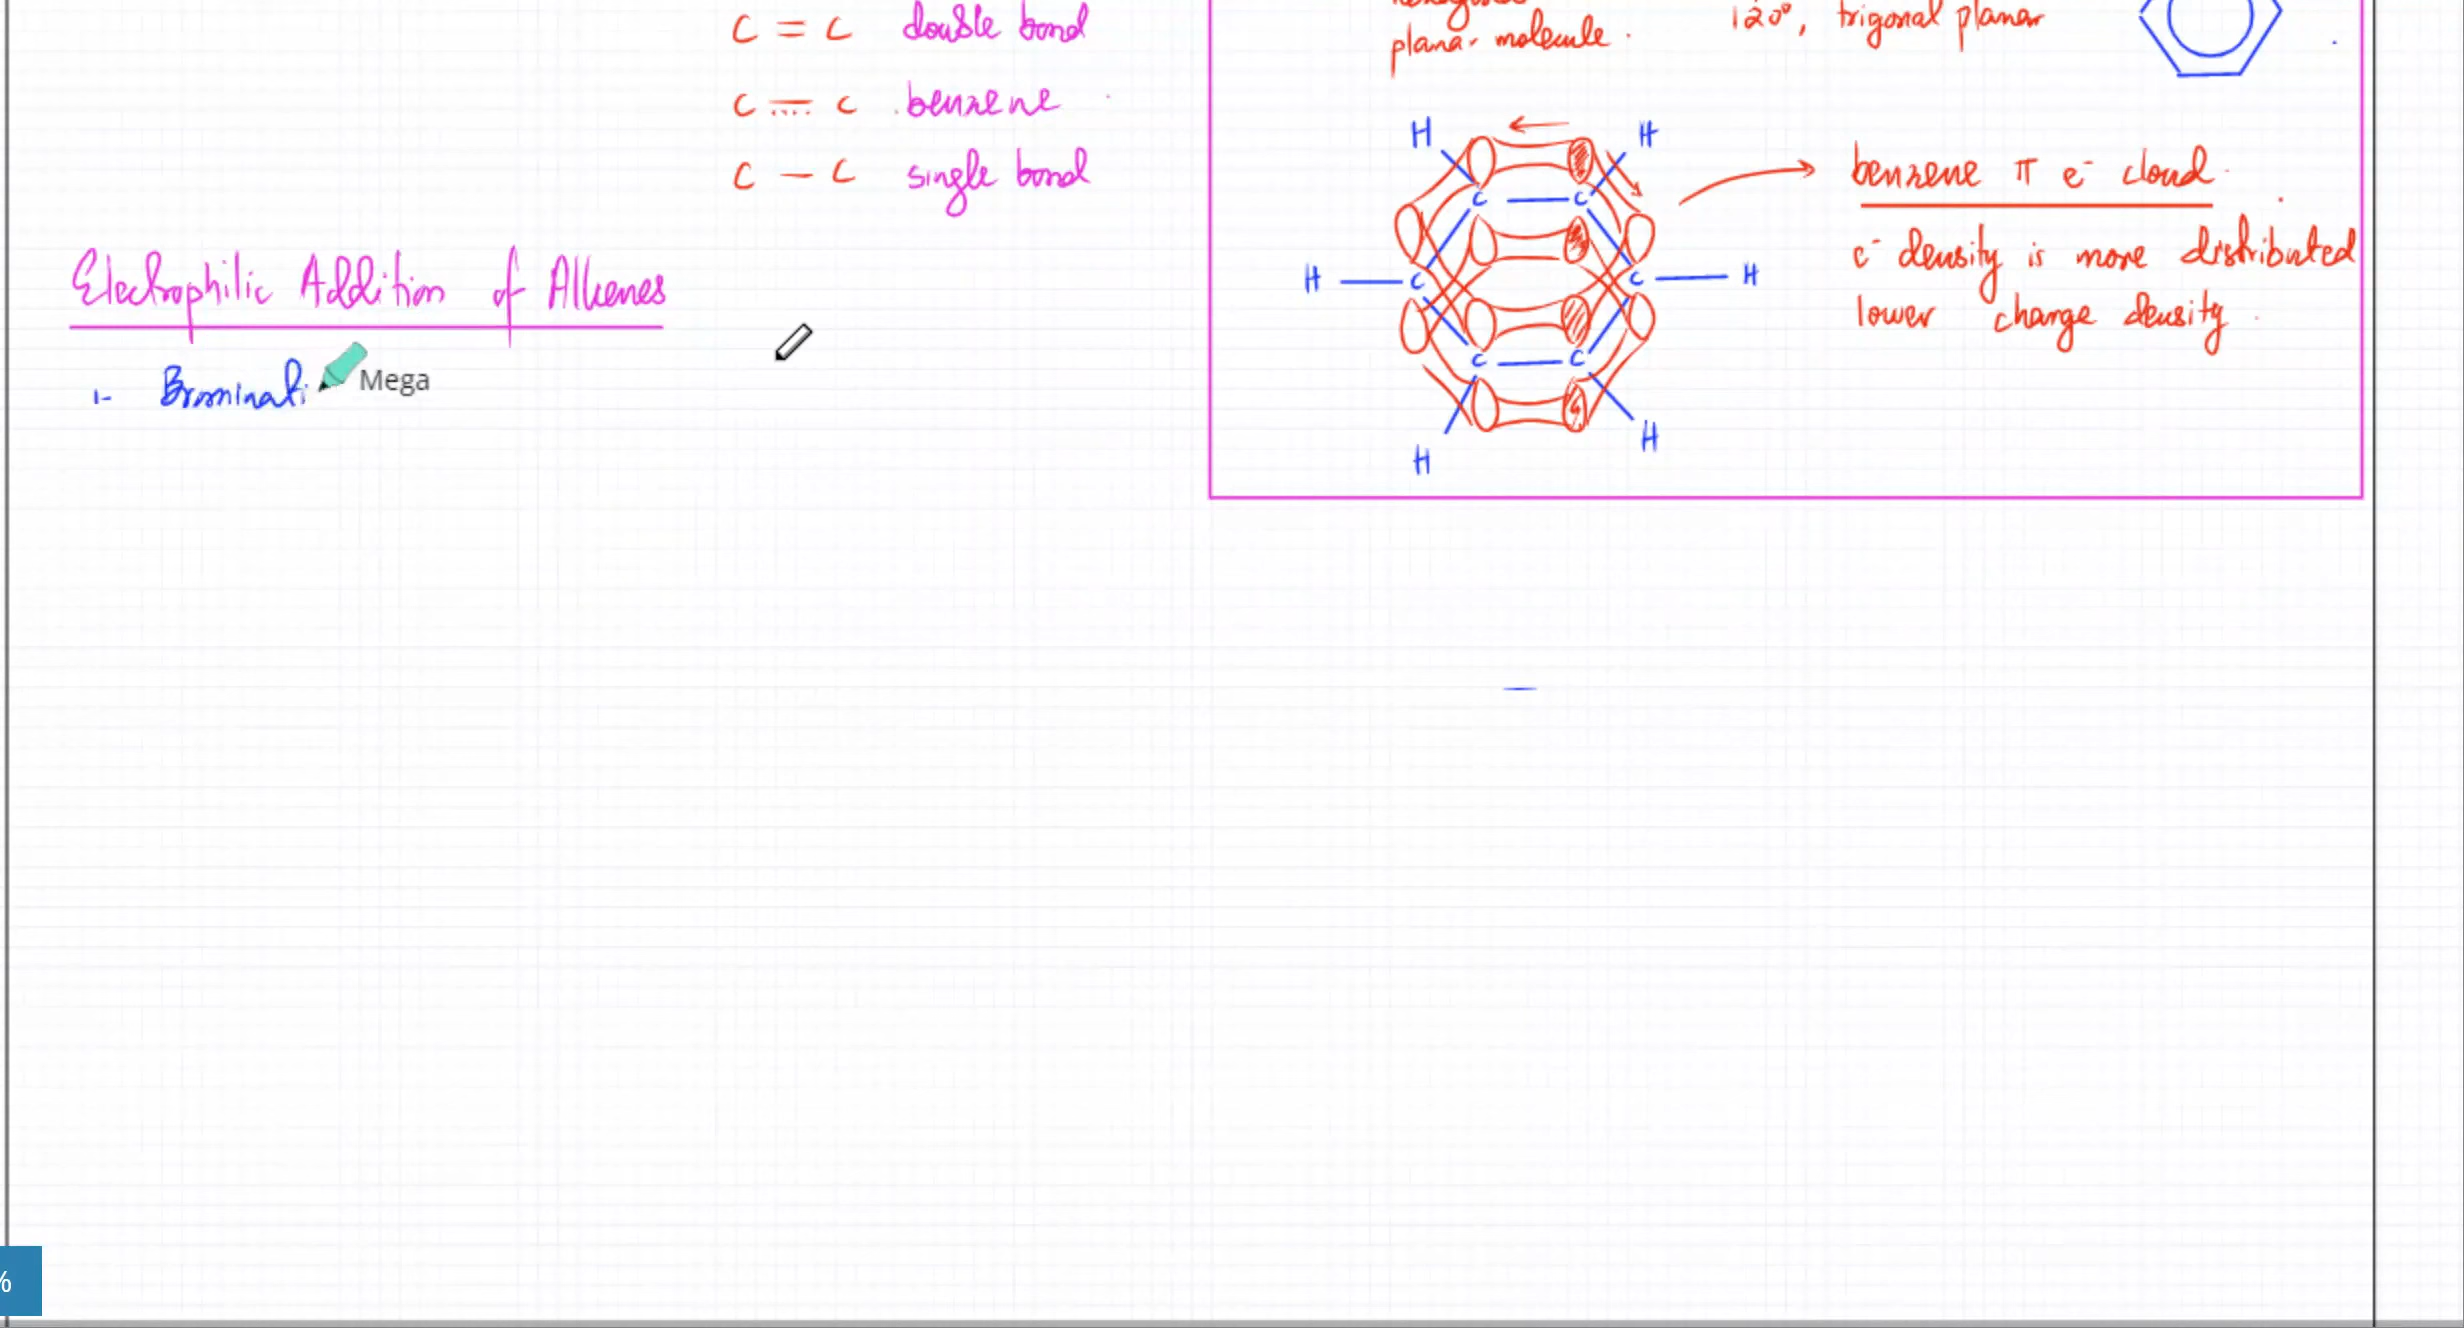 C = C double bond
C = C benzene
C - C single bond
Electrophilic Addition of Alkenes
1- Brominati
Mega
planar molecule.
120°, trigonal planar
H H
C C
H C C H
C C
H H
benzene π e⁻ cloud.
e⁻ density is more distributed
lower charge density.
%